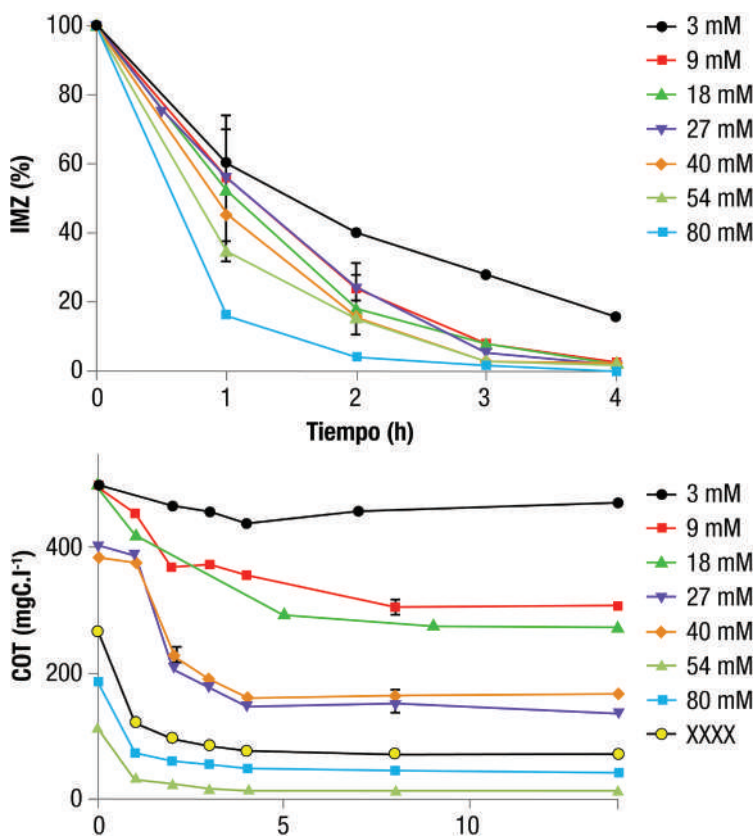 100
80
60
40
20
0
IMZ (%)
0 1 2 3 4
Tiempo (h)
3 mM
9 mM
18 mM
27 mM
40 mM
54 mM
80 mM
400
200
0
COT (mgC.l⁻¹)
0 5 10
3 mM
9 mM
18 mM
27 mM
40 mM
54 mM
80 mM
XXXX